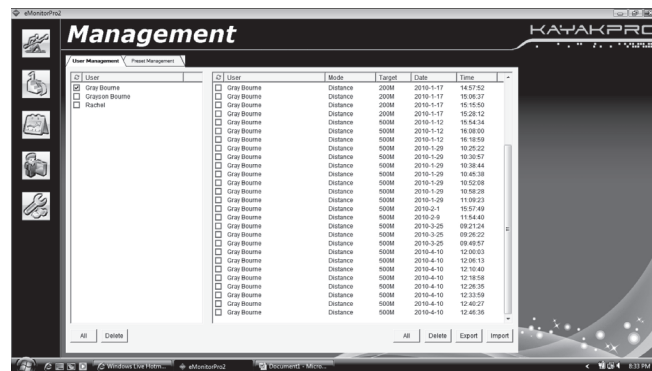 eMonitorPro2
Management
KAYAKPRO
User Management Preset Management
User
Gray Bourne
Grayson Bourne
Rachel
User Mode Target Date Time
Gray Bourne Distance 200M 2010-1-17 14:57:52
Gray Bourne Distance 200M 2010-1-17 15:06:37
Gray Bourne Distance 200M 2010-1-17 15:15:50
Gray Bourne Distance 200M 2010-1-17 15:28:12
Gray Bourne Distance 500M 2010-1-12 15:54:34
Gray Bourne Distance 500M 2010-1-12 16:08:00
Gray Bourne Distance 500M 2010-1-12 16:18:59
Gray Bourne Distance 500M 2010-1-29 10:25:22
Gray Bourne Distance 500M 2010-1-29 10:30:57
Gray Bourne Distance 500M 2010-1-29 10:38:44
Gray Bourne Distance 500M 2010-1-29 10:45:38
Gray Bourne Distance 500M 2010-1-29 10:52:08
Gray Bourne Distance 500M 2010-1-29 10:58:28
Gray Bourne Distance 500M 2010-1-29 11:09:23
Gray Bourne Distance 500M 2010-2-1 15:57:49
Gray Bourne Distance 500M 2010-2-9 11:54:40
Gray Bourne Distance 500M 2010-3-25 09:21:24
Gray Bourne Distance 500M 2010-3-25 09:26:22
Gray Bourne Distance 500M 2010-3-25 09:49:57
Gray Bourne Distance 500M 2010-4-10 12:00:03
Gray Bourne Distance 500M 2010-4-10 12:06:13
Gray Bourne Distance 500M 2010-4-10 12:10:40
Gray Bourne Distance 500M 2010-4-10 12:18:58
Gray Bourne Distance 500M 2010-4-10 12:26:35
Gray Bourne Distance 500M 2010-4-10 12:33:59
Gray Bourne Distance 500M 2010-4-10 12:40:27
Gray Bourne Distance 500M 2010-4-10 12:46:36
All Delete
All Delete Export Import
Windows Live Hotm... eMonitorPro2 Document1 - Micro... 8:33 PM